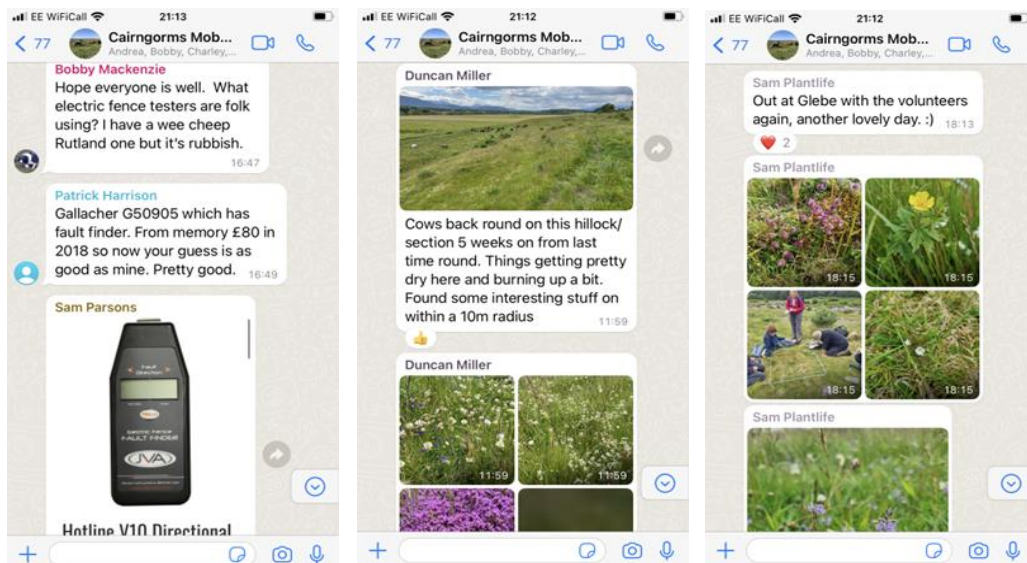 EE WiFiCall 21:13
77 Cairngorms Mob...
Andrea, Bobby, Charley,...
Bobby Mackenzie
Hope everyone is well. What
electric fence testers are folk
using? I have a wee cheep
Rutland one but it's rubbish.
16:47
Patrick Harrison
Gallacher G50905 which has
fault finder. From memory £80 in
2018 so now your guess is as
good as mine. Pretty good. 16:49
Sam Parsons
Fault
Direction
Electric Fence
FAULT FINDER
JVA
Hotline V10 Directional
EE WiFiCall 21:12
77 Cairngorms Mob...
Andrea, Bobby, Charley,...
Duncan Miller
Cows back round on this hillock/
section 5 weeks on from last
time round. Things getting pretty
dry here and burning up a bit.
Found some interesting stuff on
within a 10m radius 11:59
Duncan Miller
11:59 11:59
EE WiFiCall 21:12
77 Cairngorms Mob...
Andrea, Bobby, Charley,...
Sam Plantlife
Out at Glebe with the volunteers
again, another lovely day. :) 18:13
2
Sam Plantlife
18:15 18:15
18:15 18:15
Sam Plantlife